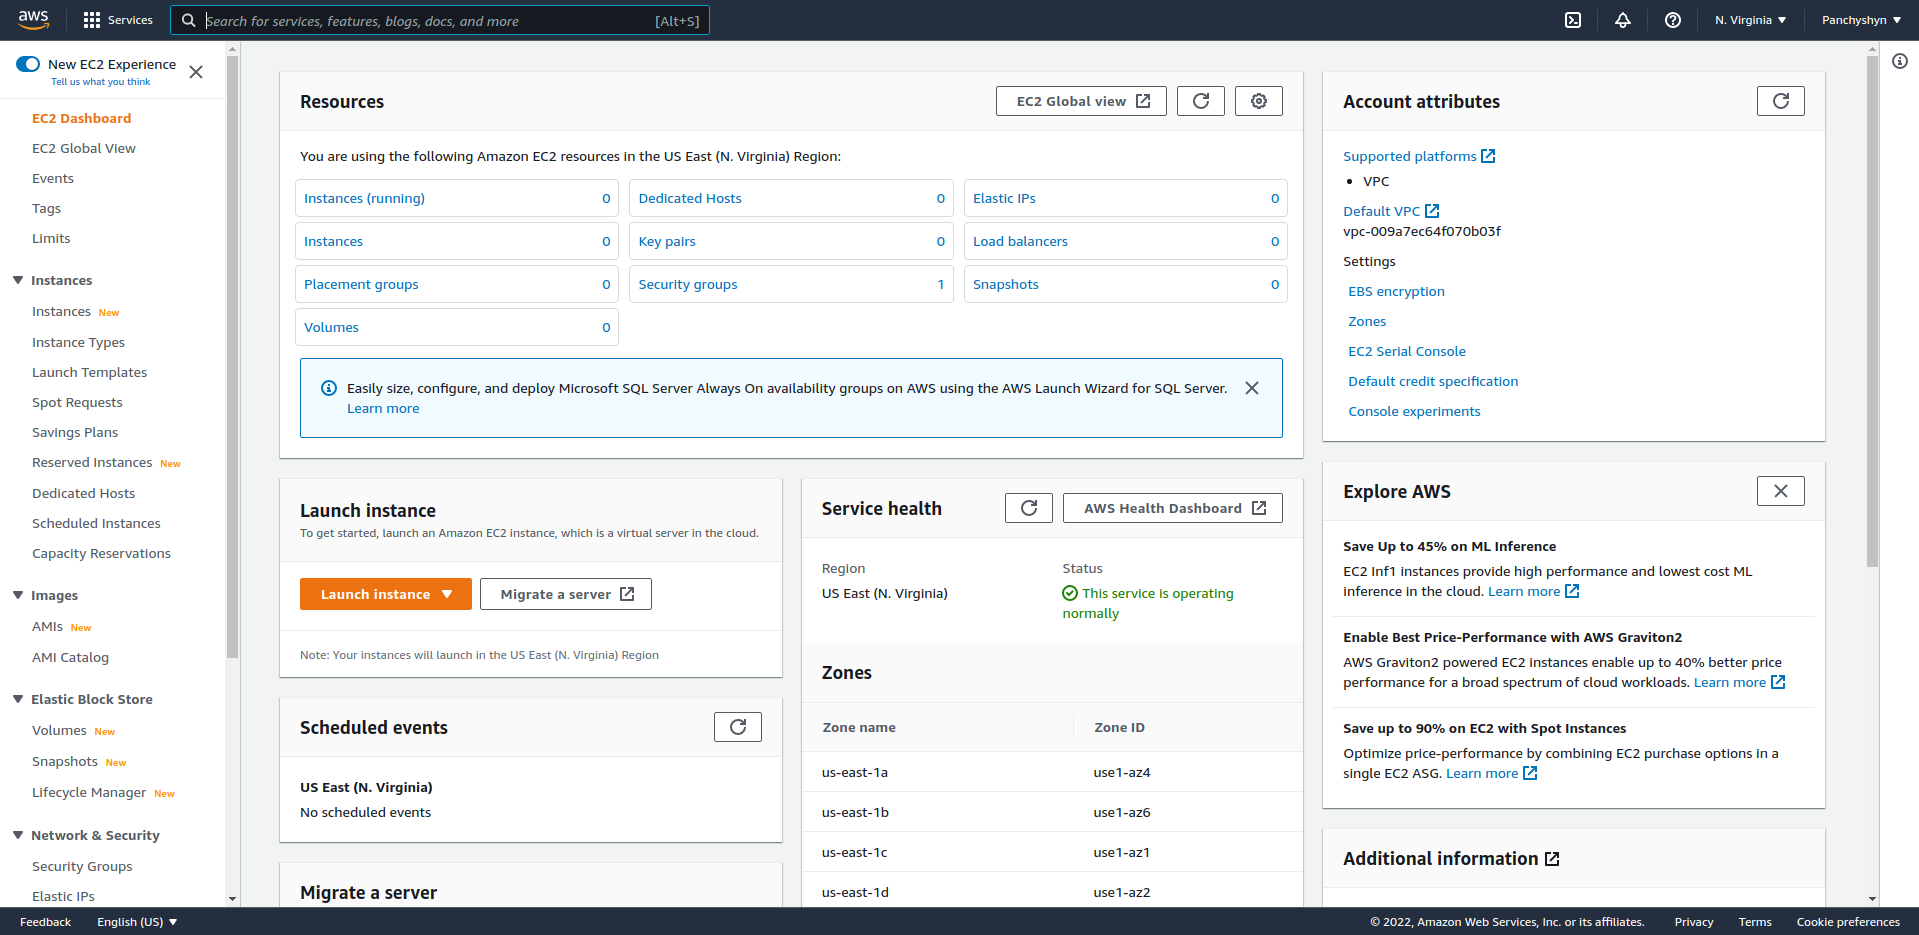 aws
Services
Search for services, features, blogs, docs, and more
[Alt+S]
N. Virginia
Panchyshyn
New EC2 Experience
Tell us what you think
EC2 Dashboard
EC2 Global View
Events
Tags
Limits
Instances
Instances New
Instance Types
Launch Templates
Spot Requests
Savings Plans
Reserved Instances New
Dedicated Hosts
Scheduled Instances
Capacity Reservations
Images
AMIs New
AMI Catalog
Elastic Block Store
Volumes New
Snapshots New
Lifecycle Manager New
Network & Security
Security Groups
Elastic IPs
Resources
EC2 Global view
You are using the following Amazon EC2 resources in the US East (N. Virginia) Region:
Instances (running) 0
Dedicated Hosts 0
Elastic IPs 0
Instances 0
Key pairs 0
Load balancers 0
Placement groups 0
Security groups 1
Snapshots 0
Volumes 0
Easily size, configure, and deploy Microsoft SQL Server Always On availability groups on AWS using the AWS Launch Wizard for SQL Server.
Learn more
Launch instance
To get started, launch an Amazon EC2 instance, which is a virtual server in the cloud.
Launch instance
Migrate a server
Note: Your instances will launch in the US East (N. Virginia) Region
Scheduled events
US East (N. Virginia)
No scheduled events
Migrate a server
Service health
AWS Health Dashboard
Region
US East (N. Virginia)
Status
This service is operating
normally
Zones
Zone name Zone ID
us-east-1a use1-az4
us-east-1b use1-az6
us-east-1c use1-az1
us-east-1d use1-az2
Account attributes
Supported platforms
• VPC
Default VPC
vpc-009a7ec64f070b03f
Settings
EBS encryption
Zones
EC2 Serial Console
Default credit specification
Console experiments
Explore AWS
Save Up to 45% on ML Inference
EC2 Inf1 instances provide high performance and lowest cost ML
inference in the cloud. Learn more
Enable Best Price-Performance with AWS Graviton2
AWS Graviton2 powered EC2 instances enable up to 40% better price
performance for a broad spectrum of cloud workloads. Learn more
Save up to 90% on EC2 with Spot Instances
Optimize price-performance by combining EC2 purchase options in a
single EC2 ASG. Learn more
Additional information
Feedback
English (US)
© 2022, Amazon Web Services, Inc. or its affiliates.
Privacy
Terms
Cookie preferences